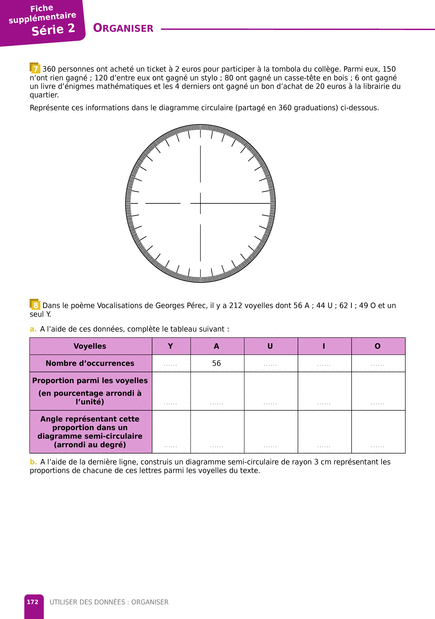 Fiche
supplémentaire
Série 2
ORGANISER
7 360 personnes ont acheté un ticket à 2 euros pour participer à la tombola du collège. Parmi eux, 150
n'ont rien gagné ; 120 d'entre eux ont gagné un stylo ; 80 ont gagné un casse-tête en bois ; 6 ont gagné
un livre d'énigmes mathématiques et les 4 derniers ont gagné un bon d'achat de 20 euros à la librairie du
quartier.
Représente ces informations dans le diagramme circulaire (partagé en 360 graduations) ci-dessous.
8 Dans le poème Vocalisations de Georges Pérec, il y a 212 voyelles dont 56 A ; 44 U ; 62 I ; 49 O et un
seul Y.
a. A l'aide de ces données, complète le tableau suivant :
Voyelles Y A U I O
Nombre d'occurrences ...... 56 ...... ...... ......
Proportion parmi les voyelles
(en pourcentage arrondi à
l'unité) ...... ...... ...... ...... ......
Angle représentant cette
proportion dans un
diagramme semi-circulaire
(arrondi au degré) ...... ...... ...... ...... ......
b. A l'aide de la dernière ligne, construis un diagramme semi-circulaire de rayon 3 cm représentant les
proportions de chacune de ces lettres parmi les voyelles du texte.
172 UTILISER DES DONNÉES : ORGANISER